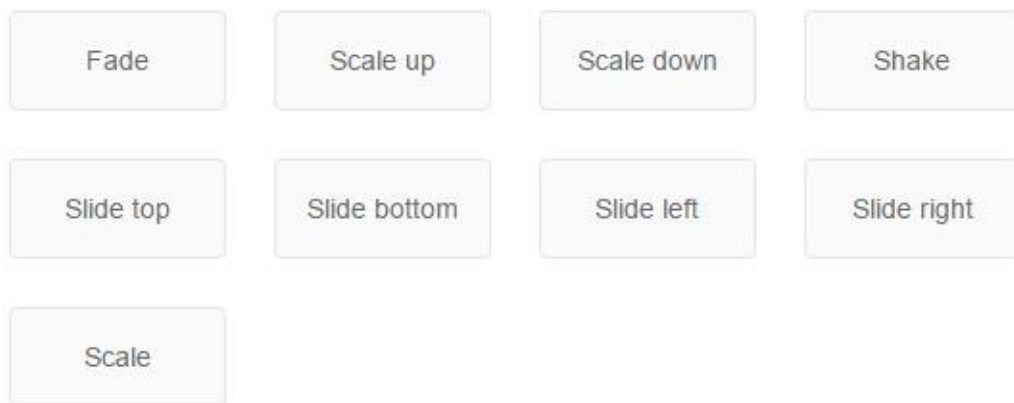 Fade
Scale up
Scale down
Shake
Slide top
Slide bottom
Slide left
Slide right
Scale